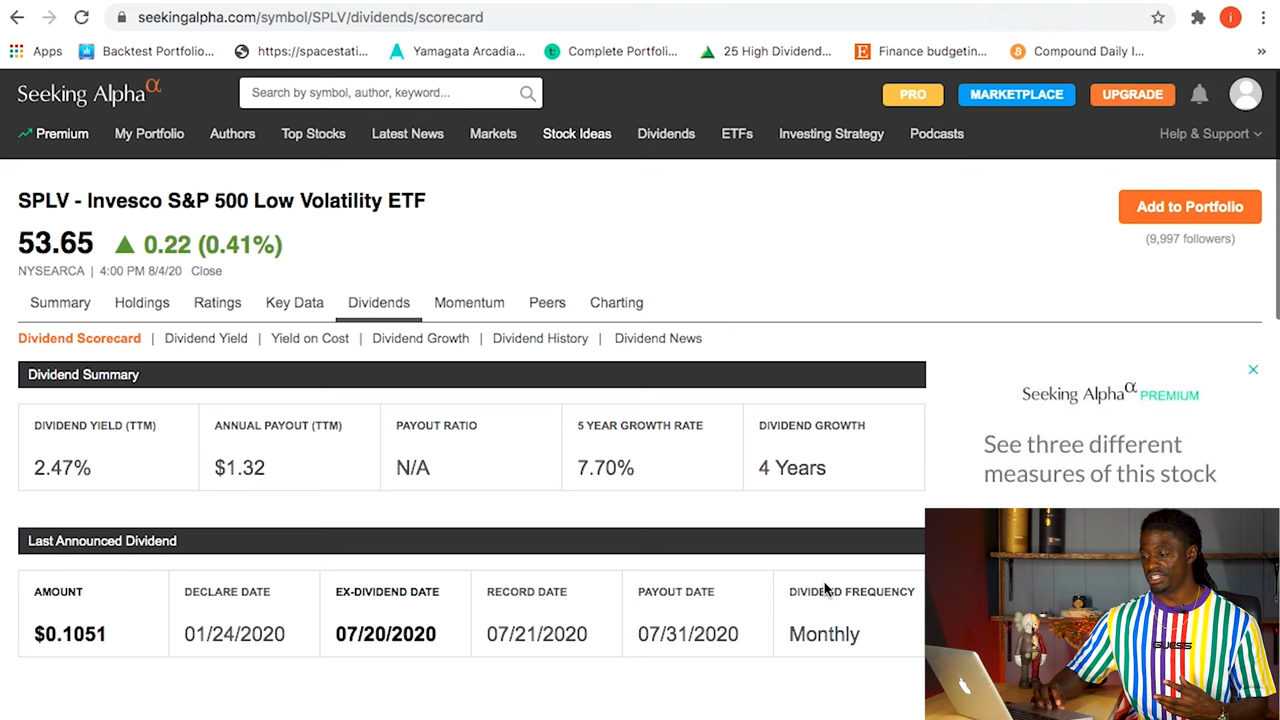 seekingalpha.com/symbol/SPLV/dividends/scorecard
i
Apps Backtest Portfolio... https://spacestati... Yamagata Arcadia... Complete Portfoli... 25 High Dividend... Finance budgetin... Compound Daily I... »
Seeking Alpha α Search by symbol, author, keyword... PRO MARKETPLACE UPGRADE
Premium My Portfolio Authors Top Stocks Latest News Markets Stock Ideas Dividends ETFs Investing Strategy Podcasts Help & Support
SPLV - Invesco S&P 500 Low Volatility ETF
Add to Portfolio
53.65 ▲ 0.22 (0.41%)
(9,997 followers)
NYSEARCA | 4:00 PM 8/4/20 Close
Summary Holdings Ratings Key Data Dividends Momentum Peers Charting
Dividend Scorecard | Dividend Yield | Yield on Cost | Dividend Growth | Dividend History | Dividend News
Dividend Summary
Seeking Alpha α PREMIUM
DIVIDEND YIELD (TTM) ANNUAL PAYOUT (TTM) PAYOUT RATIO 5 YEAR GROWTH RATE DIVIDEND GROWTH
See three different
measures of this stock
2.47% $1.32 N/A 7.70% 4 Years
Last Announced Dividend
AMOUNT DECLARE DATE EX-DIVIDEND DATE RECORD DATE PAYOUT DATE DIVIDEND FREQUENCY
$0.1051 01/24/2020 07/20/2020 07/21/2020 07/31/2020 Monthly
GUESS